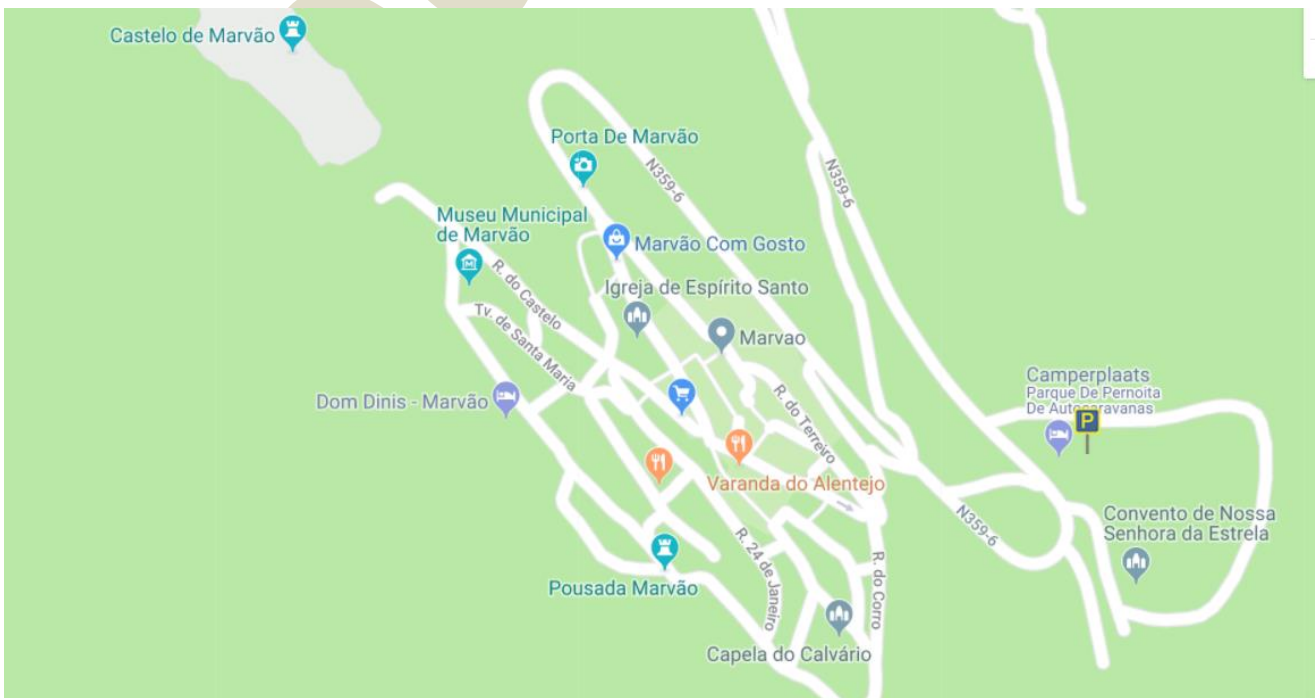 Castelo de Marvão
Porta De Marvão
N359-6
N359-6
Museu Municipal
de Marvão
Marvão Com Gosto
R. do Castelo
Igreja de Espírito Santo
Tv. de Santa Maria
Marvao
Dom Dinis - Marvão
R. do Terreiro
Camperplaats
Parque De Pernoita
De Autocaravanas
P
Varanda do Alentejo
N359-6
Convento de Nossa
Senhora da Estrela
R. 24 de Janeiro
R. do Corro
Pousada Marvão
Capela do Calvário